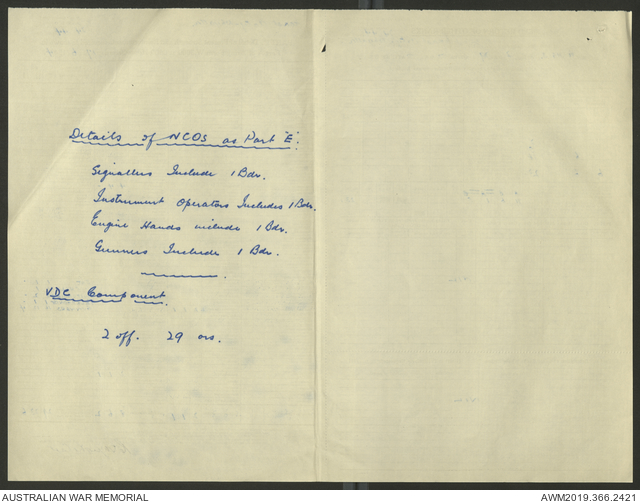 Details of NCOS as Part "E".
Signallers Include 1 Bdr.
Instrument Operators Includes 1 Bdr.
Engine Hands include 1 Bdr.
Gunners Include 1 Bdr.
VDC Component
2 off. 29 ors.
AUSTRALIAN WAR MEMORIAL
AWM2019.366.2421